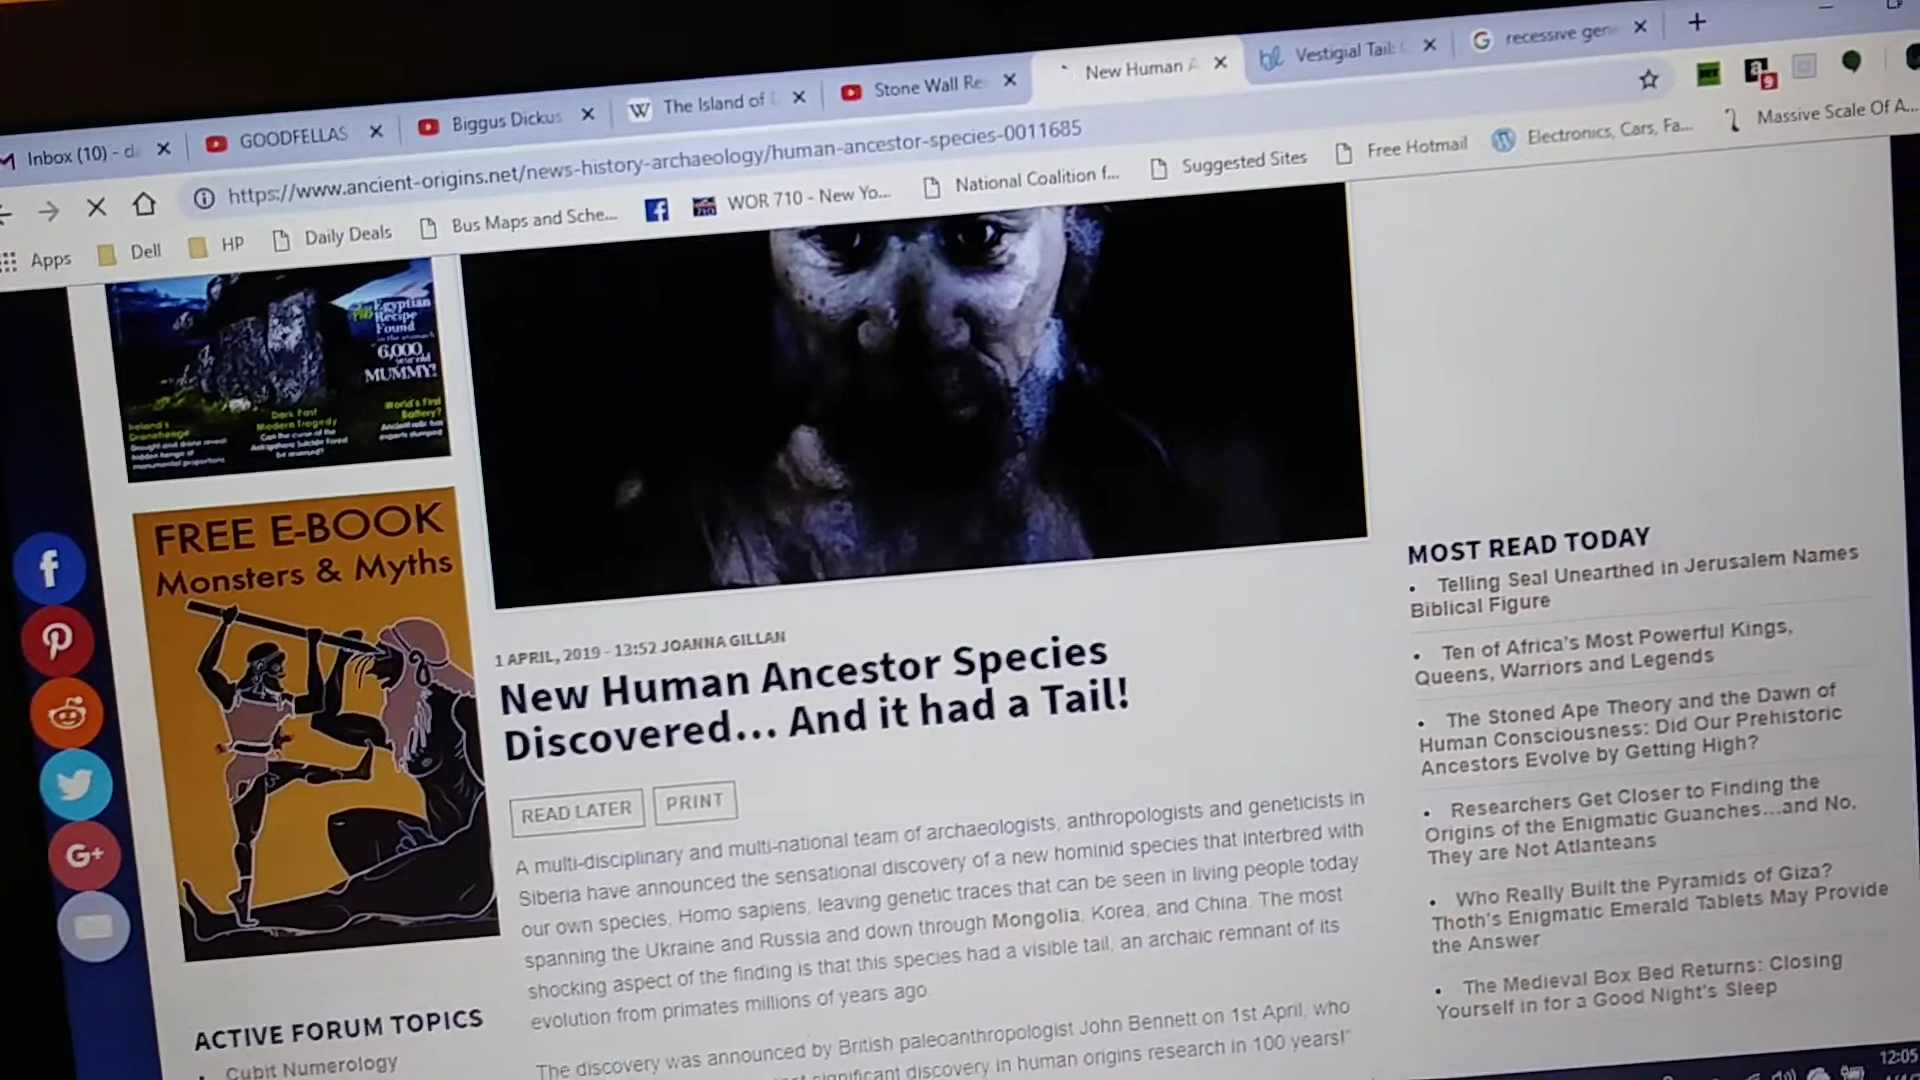 Inbox (10) - d
GOODFELLAS
Biggus Dickus
The Island of
Stone Wall Re
New Human A
Vestigial Tail:
recessive gen
https://www.ancient-origins.net/news-history-archaeology/human-ancestor-species-0011685
Apps
Dell
HP
Daily Deals
Bus Maps and Sche...
WOR 710 - New Yo...
National Coalition f...
Suggested Sites
Free Hotmail
Electronics, Cars, Fa...
Massive Scale Of A...
Egyptian
Recipe
Found
6,000
MUMMY!
Ireland's
Dronehenge
Dark Past
Modern Tragedy
World's First
Battery?
FREE E-BOOK
Monsters & Myths
ACTIVE FORUM TOPICS
Cubit Numerology
1 APRIL, 2019 - 13:52 JOANNA GILLAN
New Human Ancestor Species
Discovered... And it had a Tail!
READ LATER
PRINT
A multi-disciplinary and multi-national team of archaeologists, anthropologists and geneticists in
Siberia have announced the sensational discovery of a new hominid species that interbred with
our own species, Homo sapiens, leaving genetic traces that can be seen in living people today
spanning the Ukraine and Russia and down through Mongolia, Korea, and China. The most
shocking aspect of the finding is that this species had a visible tail, an archaic remnant of its
evolution from primates millions of years ago
The discovery was announced by British paleoanthropologist John Bennett on 1st April, who
significant discovery in human origins research in 100 years!"
MOST READ TODAY
Telling Seal Unearthed in Jerusalem Names
Biblical Figure
Ten of Africa's Most Powerful Kings,
Queens, Warriors and Legends
The Stoned Ape Theory and the Dawn of
Human Consciousness: Did Our Prehistoric
Ancestors Evolve by Getting High?
Researchers Get Closer to Finding the
Origins of the Enigmatic Guanches...and No,
They are Not Atlanteans
Who Really Built the Pyramids of Giza?
Thoth's Enigmatic Emerald Tablets May Provide
the Answer
The Medieval Box Bed Returns: Closing
Yourself in for a Good Night's Sleep
12:05